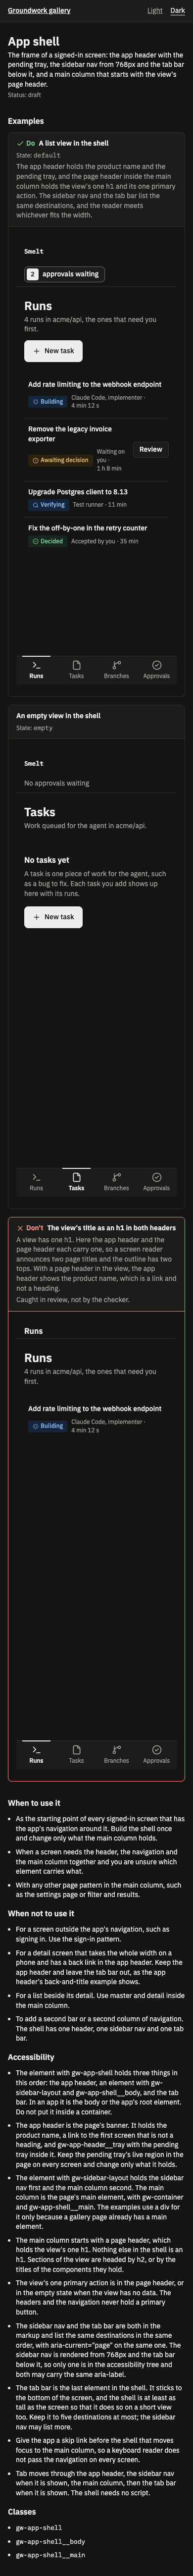 Groundwork gallery
Light Dark
App shell
The frame of a signed-in screen: the app header with the
pending tray, the sidebar nav from 768px and the tab bar
below it, and a main column that starts with the view's
page header.
Status: draft
Examples
Do A list view in the shell
State: default
The app header holds the product name and the
pending tray, and the page header inside the main
column holds the view's one h1 and its one primary
action. The sidebar nav and the tab bar list the
same destinations, and the reader meets
whichever fits the width.
Smelt
2 approvals waiting
Runs
4 runs in acme/api, the ones that need you
first.
New task
Add rate limiting to the webhook endpoint
Building Claude Code, implementer ·
4 min 12 s
Remove the legacy invoice
exporter
Awaiting decision Waiting on
you ·
1 h 8 min
Review
Upgrade Postgres client to 8.13
Verifying Test runner · 11 min
Fix the off-by-one in the retry counter
Decided Accepted by you · 35 min
Runs Tasks Branches Approvals
An empty view in the shell
State: empty
Smelt
No approvals waiting
Tasks
Work queued for the agent in acme/api.
No tasks yet
A task is one piece of work for the agent, such
as a bug to fix. Each task you add shows up
here with its runs.
New task
Runs Tasks Branches Approvals
Don't The view's title as an h1 in both headers
A view has one h1. Here the app header and the
page header each carry one, so a screen reader
announces two page titles and the outline has two
tops. With a page header in the view, the app
header shows the product name, which is a link and
not a heading.
Caught in review, not by the checker.
Runs
Runs
4 runs in acme/api, the ones that need you
first.
Add rate limiting to the webhook endpoint
Building Claude Code, implementer ·
4 min 12 s
Runs Tasks Branches Approvals
When to use it
As the starting point of every signed-in screen that has
the app's navigation around it. Build the shell once
and change only what the main column holds.
When a screen needs the header, the navigation and
the main column together and you are unsure which
element carries what.
With any other page pattern in the main column, such
as the settings page or filter and results.
When not to use it
For a screen outside the app's navigation, such as
signing in. Use the sign-in pattern.
For a detail screen that takes the whole width on a
phone and has a back link in the app header. Keep the
app header and leave the tab bar out, as the app
header's back-and-title example shows.
For a list beside its detail. Use master and detail inside
the main column.
To add a second bar or a second column of navigation.
The shell has one header, one sidebar nav and one tab
bar.
Accessibility
The element with gw-app-shell holds three things in
this order: the app header, an element with gw-
sidebar-layout and gw-app-shell__body, and the tab
bar. In an app it is the body or the app's root element.
Do not put it inside a container.
The app header is the page's banner. It holds the
product name, a link to the first screen that is not a
heading, and gw-app-header__tray with the pending
tray inside it. Keep the pending tray's live region in the
page on every screen and change only what it holds.
The element with gw-sidebar-layout holds the sidebar
nav first and the main column second. The main
column is the page's main element, with gw-container
and gw-app-shell__main. The examples use a div for
it only because a gallery page already has a main
element.
The main column starts with a page header, which
holds the view's one h1. Nothing else in the shell is an
h1. Sections of the view are headed by h2, or by the
titles of the components they hold.
The view's one primary action is in the page header, or
in the empty state when the view has no data. The
headers and the navigation never hold a primary
button.
The sidebar nav and the tab bar are both in the
markup and list the same destinations in the same
order, with aria-current="page" on the same one. The
sidebar nav is rendered from 768px and the tab bar
below it, so only one is in the accessibility tree and
both may carry the same aria-label.
The tab bar is the last element in the shell. It sticks to
the bottom of the screen, and the shell is at least as
tall as the screen so that it does so on a short view
too. Keep it to five destinations at most; the sidebar
nav may list more.
Give the app a skip link before the shell that moves
focus to the main column, so a keyboard reader does
not pass the navigation on every screen.
Tab moves through the app header, the sidebar nav
when it is shown, the main column, then the tab bar
when it is shown. The shell needs no script.
Classes
gw-app-shell
gw-app-shell__body
gw-app-shell__main